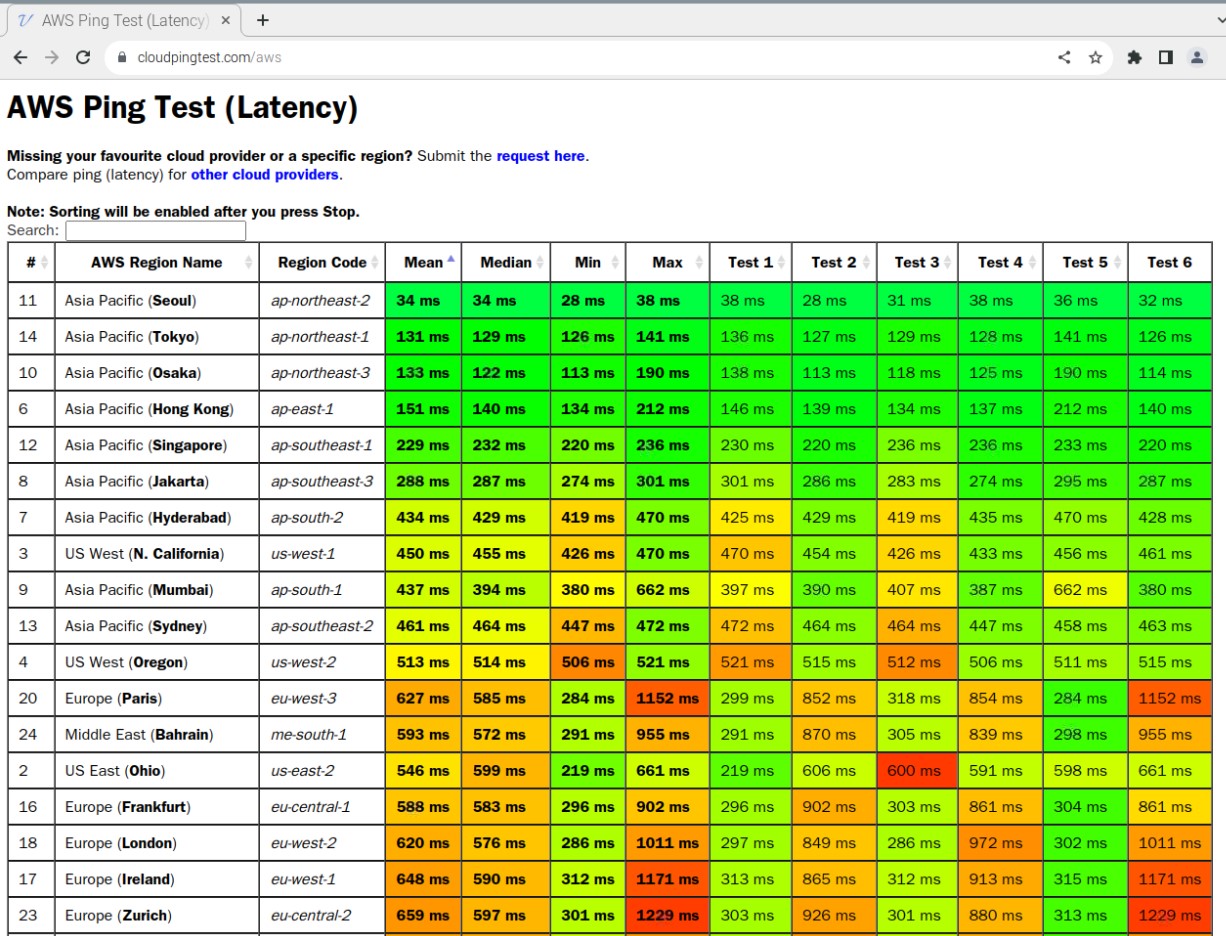 AWS Ping Test (Latency)
cloudpingtest.com/aws
AWS Ping Test (Latency)
Missing your favourite cloud provider or a specific region? Submit the request here.
Compare ping (latency) for other cloud providers.
Note: Sorting will be enabled after you press Stop.
Search:
# AWS Region Name Region Code Mean Median Min Max Test 1 Test 2 Test 3 Test 4 Test 5 Test 6
11 Asia Pacific (Seoul) ap-northeast-2 34 ms 34 ms 28 ms 38 ms 38 ms 28 ms 31 ms 38 ms 36 ms 32 ms
14 Asia Pacific (Tokyo) ap-northeast-1 131 ms 129 ms 126 ms 141 ms 136 ms 127 ms 129 ms 128 ms 141 ms 126 ms
10 Asia Pacific (Osaka) ap-northeast-3 133 ms 122 ms 113 ms 190 ms 138 ms 113 ms 118 ms 125 ms 190 ms 114 ms
6 Asia Pacific (Hong Kong) ap-east-1 151 ms 140 ms 134 ms 212 ms 146 ms 139 ms 134 ms 137 ms 212 ms 140 ms
12 Asia Pacific (Singapore) ap-southeast-1 229 ms 232 ms 220 ms 236 ms 230 ms 220 ms 236 ms 236 ms 233 ms 220 ms
8 Asia Pacific (Jakarta) ap-southeast-3 288 ms 287 ms 274 ms 301 ms 301 ms 286 ms 283 ms 274 ms 295 ms 287 ms
7 Asia Pacific (Hyderabad) ap-south-2 434 ms 429 ms 419 ms 470 ms 425 ms 429 ms 419 ms 435 ms 470 ms 428 ms
3 US West (N. California) us-west-1 450 ms 455 ms 426 ms 470 ms 470 ms 454 ms 426 ms 433 ms 456 ms 461 ms
9 Asia Pacific (Mumbai) ap-south-1 437 ms 394 ms 380 ms 662 ms 397 ms 390 ms 407 ms 387 ms 662 ms 380 ms
13 Asia Pacific (Sydney) ap-southeast-2 461 ms 464 ms 447 ms 472 ms 472 ms 464 ms 464 ms 447 ms 458 ms 463 ms
4 US West (Oregon) us-west-2 513 ms 514 ms 506 ms 521 ms 521 ms 515 ms 512 ms 506 ms 511 ms 515 ms
20 Europe (Paris) eu-west-3 627 ms 585 ms 284 ms 1152 ms 299 ms 852 ms 318 ms 854 ms 284 ms 1152 ms
24 Middle East (Bahrain) me-south-1 593 ms 572 ms 291 ms 955 ms 291 ms 870 ms 305 ms 839 ms 298 ms 955 ms
2 US East (Ohio) us-east-2 546 ms 599 ms 219 ms 661 ms 219 ms 606 ms 600 ms 591 ms 598 ms 661 ms
16 Europe (Frankfurt) eu-central-1 588 ms 583 ms 296 ms 902 ms 296 ms 902 ms 303 ms 861 ms 304 ms 861 ms
18 Europe (London) eu-west-2 620 ms 576 ms 286 ms 1011 ms 297 ms 849 ms 286 ms 972 ms 302 ms 1011 ms
17 Europe (Ireland) eu-west-1 648 ms 590 ms 312 ms 1171 ms 313 ms 865 ms 312 ms 913 ms 315 ms 1171 ms
23 Europe (Zurich) eu-central-2 659 ms 597 ms 301 ms 1229 ms 303 ms 926 ms 301 ms 880 ms 313 ms 1229 ms